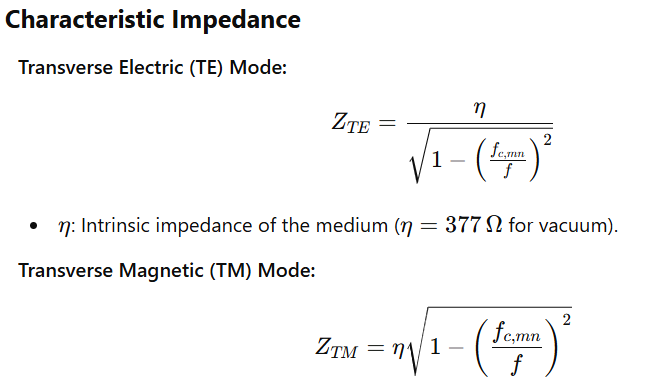 Characteristic Impedance
Transverse Electric (TE) Mode:
$Z_{TE} = \frac{\eta}{\sqrt{1 - \left(\frac{f_{c,mn}}{f}\right)^2}}$
• $\eta$: Intrinsic impedance of the medium ($\eta = 377\,\Omega$ for vacuum).
Transverse Magnetic (TM) Mode:
$Z_{TM} = \eta\sqrt{1 - \left(\frac{f_{c,mn}}{f}\right)^2}$